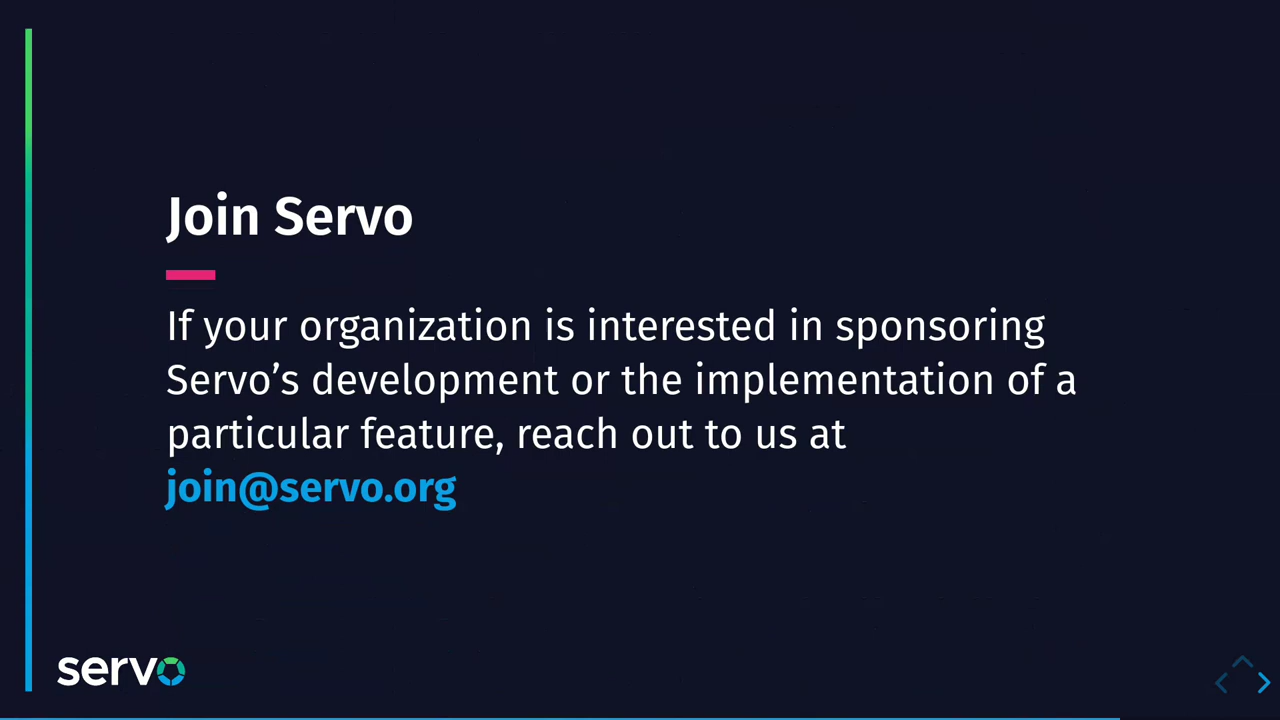 Join Servo
If your organization is interested in sponsoring
Servo’s development or the implementation of a
particular feature, reach out to us at
join@servo.org
servo